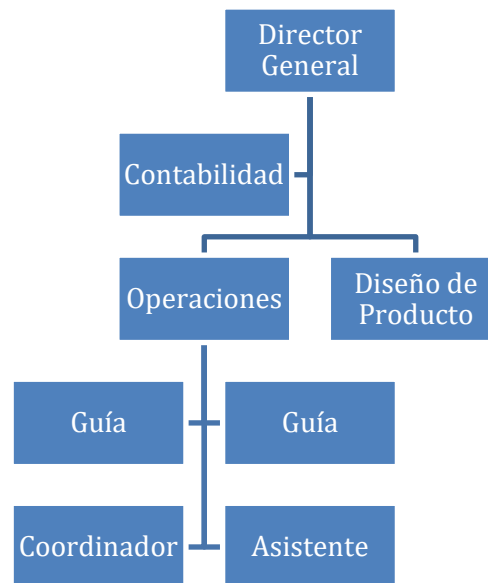 Director
General
Contabilidad
Operaciones
Diseño de
Producto
Guía
Guía
Coordinador
Asistente